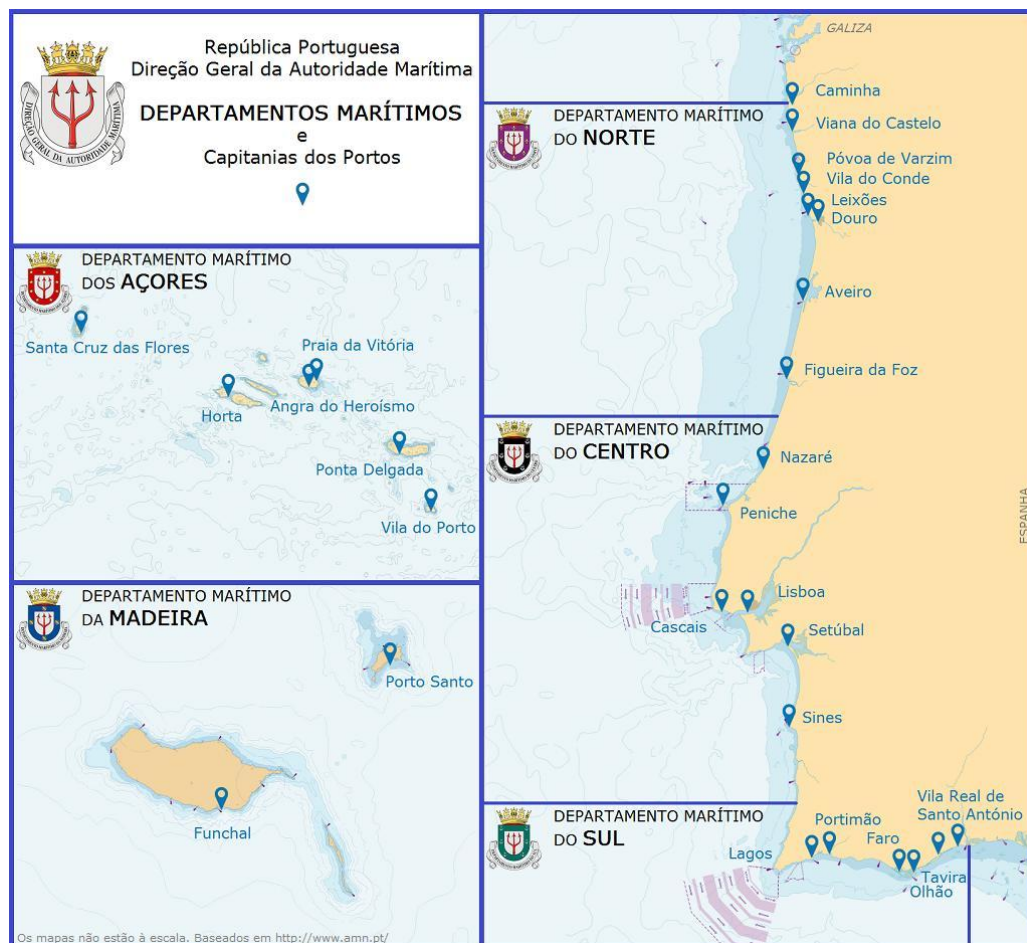 República Portuguesa
Direção Geral da Autoridade Marítima
DEPARTAMENTOS MARÍTIMOS
e
Capitanias dos Portos
DIREÇÃO GERAL DA AUTORIDADE MARÍTIMA
DEPARTAMENTO MARÍTIMO
DOS AÇORES
Santa Cruz das Flores
Praia da Vitória
Horta
Angra do Heroísmo
Ponta Delgada
Vila do Porto
DEPARTAMENTO MARÍTIMO
DA MADEIRA
Porto Santo
Funchal
Os mapas não estão à escala. Baseados em http://www.amn.pt/
GALIZA
DEPARTAMENTO MARÍTIMO
DO NORTE
Caminha
Viana do Castelo
Póvoa de Varzim
Vila do Conde
Leixões
Douro
Aveiro
Figueira da Foz
DEPARTAMENTO MARÍTIMO
DO CENTRO
Nazaré
Peniche
ESPANHA
Lisboa
Cascais
Setúbal
Sines
DEPARTAMENTO MARÍTIMO
DO SUL
Vila Real de
Santo António
Portimão
Faro
Lagos
Tavira
Olhão